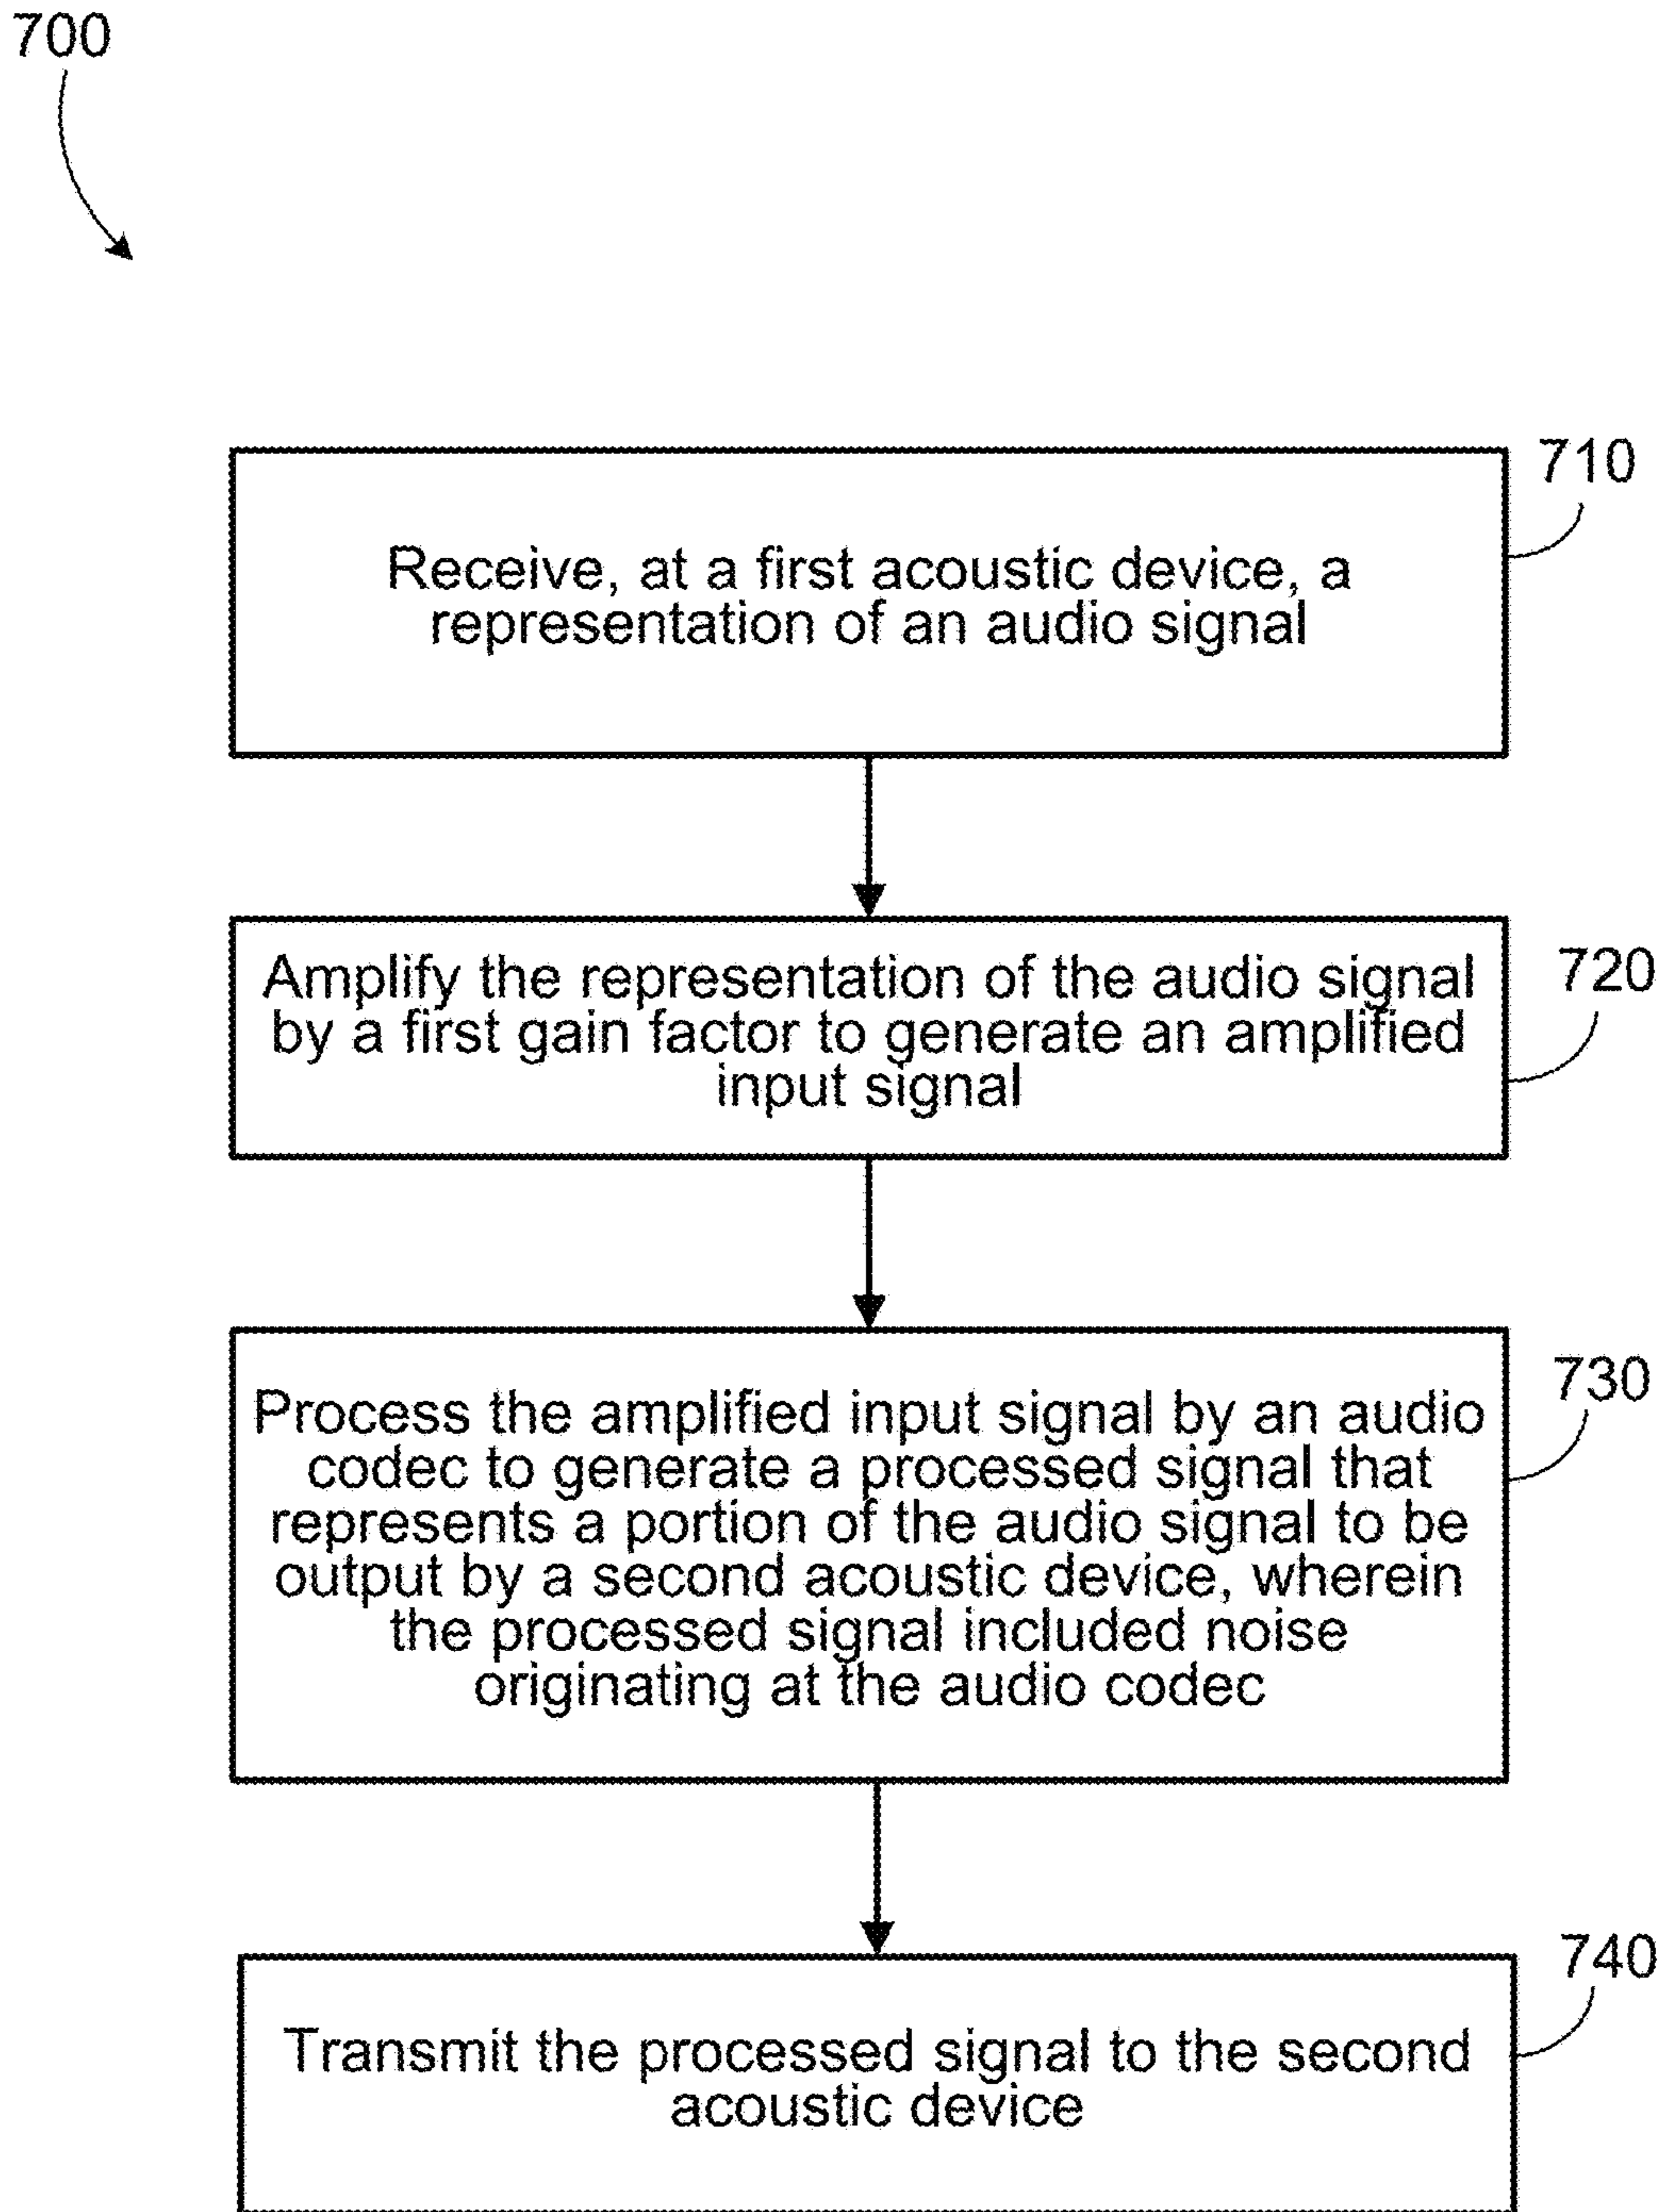 700
710
Receive, at a first acoustic device, a
representation of an audio signal
720
Amplify the representation of the audio signal
by a first gain factor to generate an amplified
input signal
730
Process the amplified input signal by an audio
codec to generate a processed signal that
represents a portion of the audio signal to be
output by a second acoustic device, wherein
the processed signal included noise
originating at the audio codec
740
Transmit the processed signal to the second
acoustic device